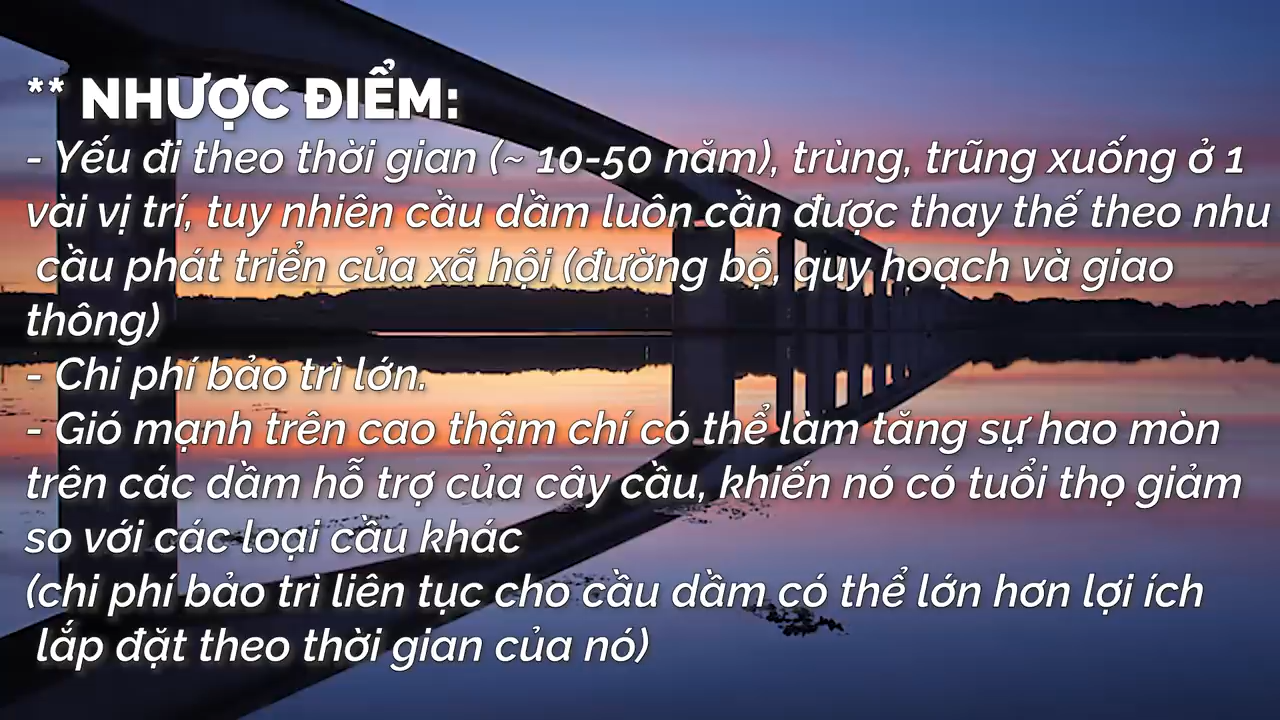 ** NHƯỢC ĐIỂM:
- Yếu đi theo thời gian (~ 10-50 năm), trùng, trũng xuống ở 1
vài vị trí, tuy nhiên cầu dầm luôn cần được thay thế theo nhu
cầu phát triển của xã hội (đường bộ, quy hoạch và giao
thông)
- Chi phí bảo trì lớn.
- Gió mạnh trên cao thậm chí có thể làm tăng sự hao mòn
trên các dầm hỗ trợ của cây cầu, khiến nó có tuổi thọ giảm
so với các loại cầu khác
(chi phí bảo trì liên tục cho cầu dầm có thể lớn hơn lợi ích
lắp đặt theo thời gian của nó)